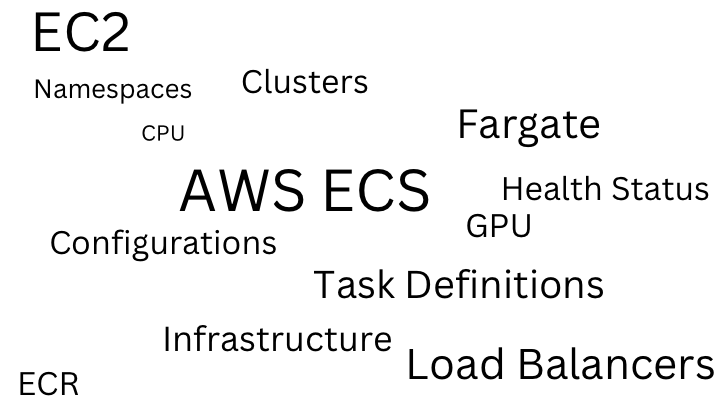 EC2
Namespaces
Clusters
CPU
Fargate
AWS ECS
Health Status
GPU
Configurations
Task Definitions
Infrastructure
Load Balancers
ECR